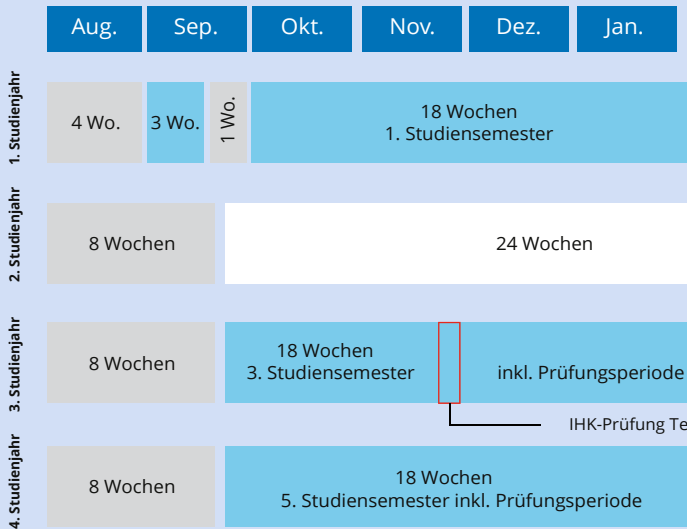 Aug.
Sep.
Okt.
Nov.
Dez.
Jan.
1. Studienjahr
4 Wo.
3 Wo.
1 Wo.
18 Wochen
1. Studiensemester
2. Studienjahr
8 Wochen
24 Wochen
3. Studienjahr
8 Wochen
18 Wochen
3. Studiensemester
inkl. Prüfungsperiode
IHK-Prüfung Te
4. Studienjahr
8 Wochen
18 Wochen
5. Studiensemester inkl. Prüfungsperiode